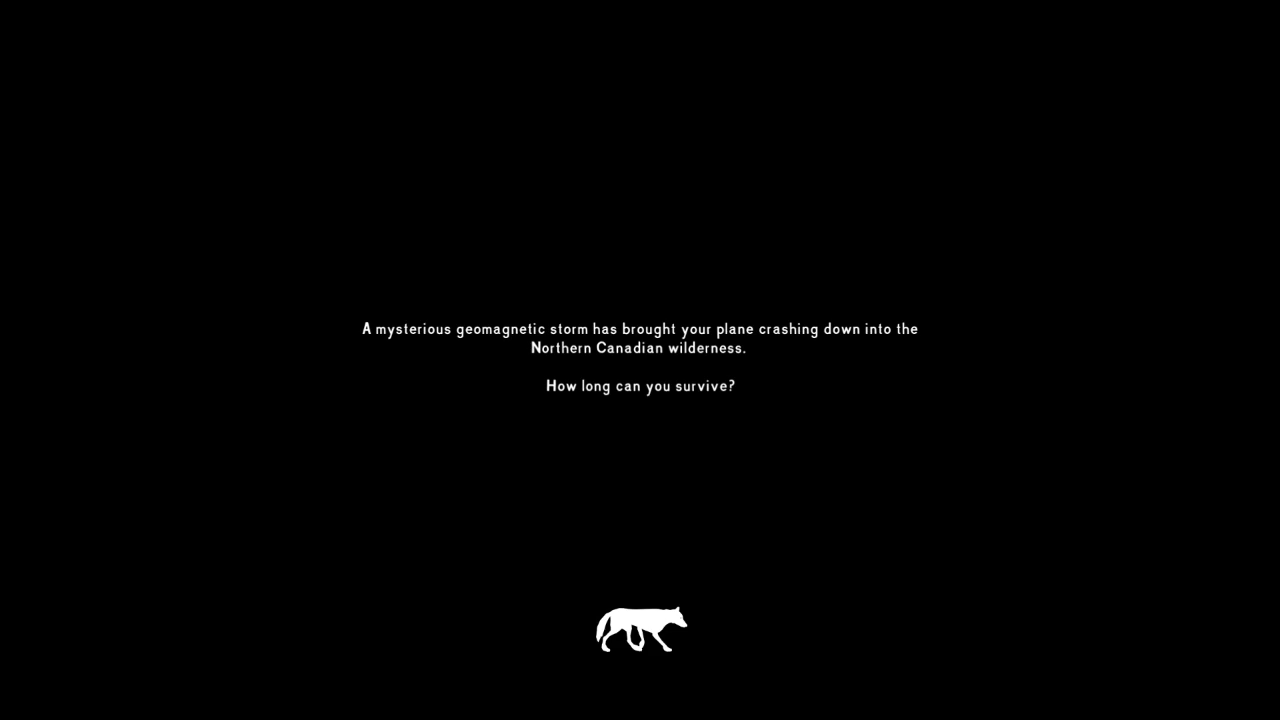 A mysterious geomagnetic storm has brought your plane crashing down into the
Northern Canadian wilderness.
How long can you survive?